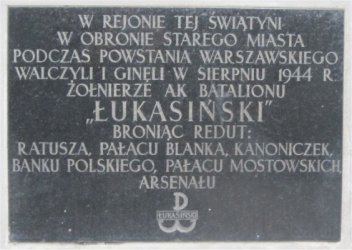 W REJONIE TEJ ŚWIĄTYNI
W OBRONIE STAREGO MIASTA
PODCZAS POWSTANIA WARSZAWSKIEGO
WALCZYLI I GINĘLI W SIERPNIU 1944 R.
ŻOŁNIERZE AK BATALIONU
„ŁUKASIŃSKI”
BRONIĄC REDUT:
RATUSZA, PAŁACU BLANKA, KANONICZEK,
BANKU POLSKIEGO, PAŁACU MOSTOWSKICH,
ARSENAŁU
ŁUKASIŃSKI